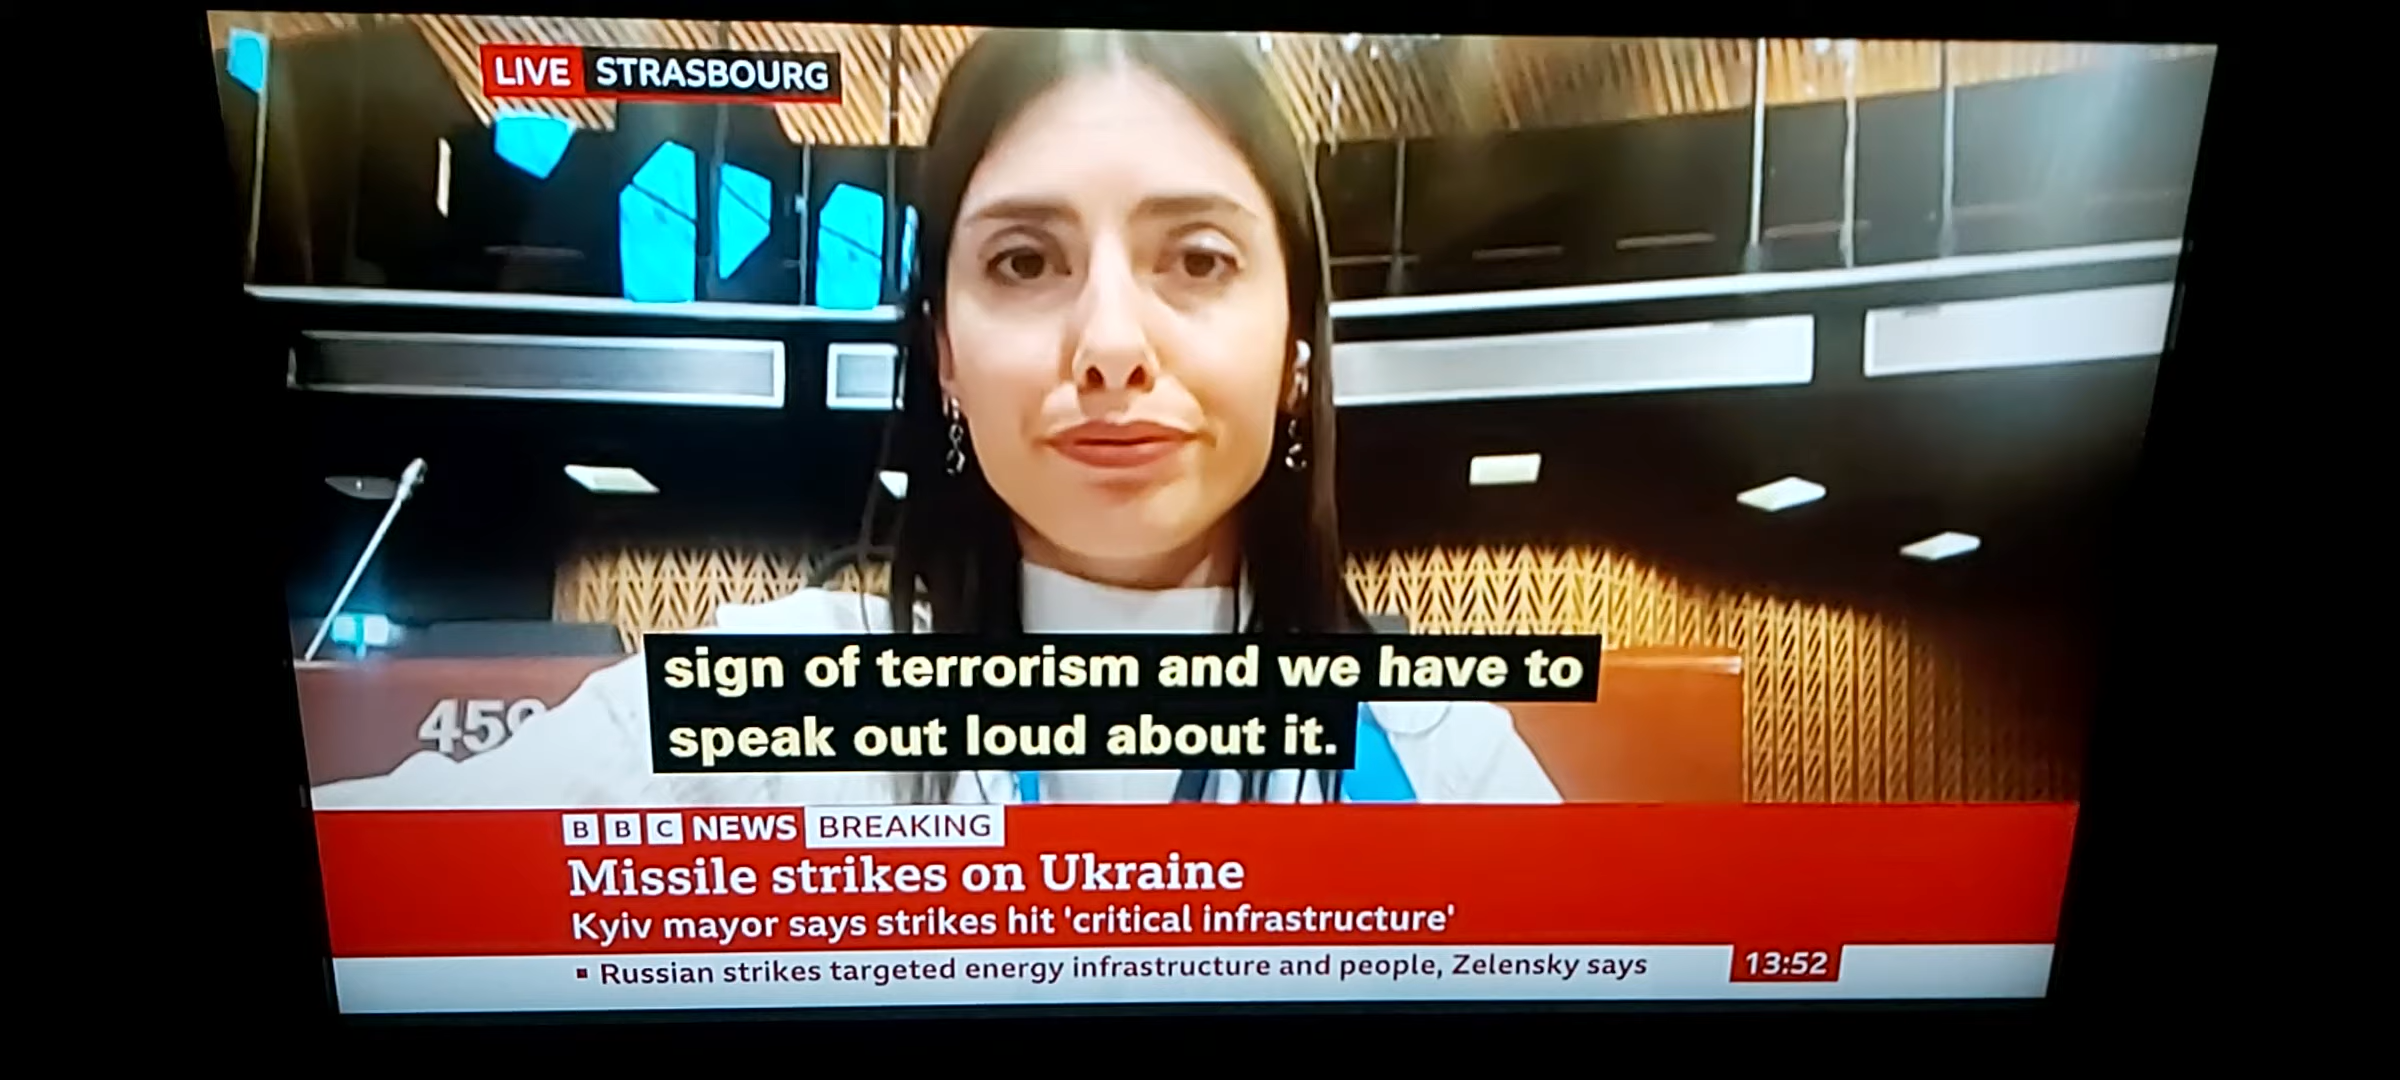 LIVE STRASBOURG
459
sign of terrorism and we have to
speak out loud about it.
BBC NEWS BREAKING
Missile strikes on Ukraine
Kyiv mayor says strikes hit 'critical infrastructure'
Russian strikes targeted energy infrastructure and people, Zelensky says
13:52